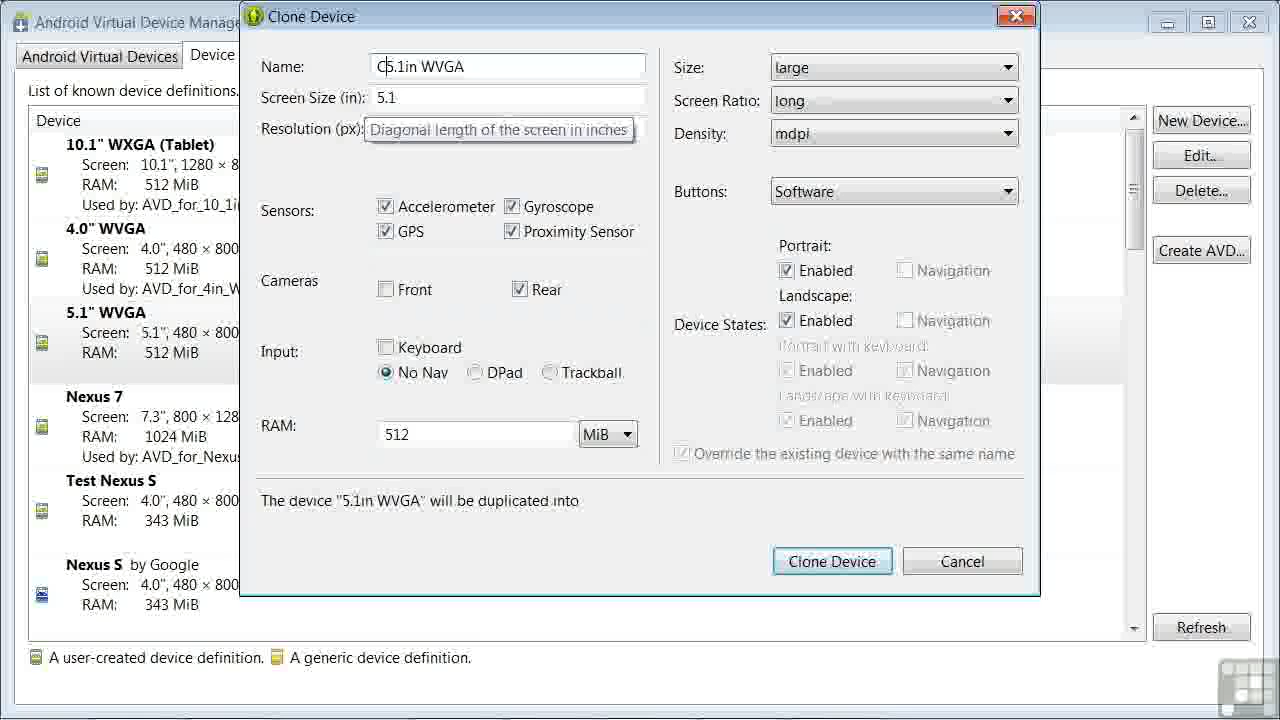 Android Virtual Device Manag
Clone Device
Android Virtual Devices
Device
List of known device definitions.
Device
10.1" WXGA (Tablet)
Screen: 10.1", 1280 × 8
RAM: 512 MiB
Used by: AVD_for_10_1i
4.0" WVGA
Screen: 4.0", 480 × 800
RAM: 512 MiB
Used by: AVD_for_4in_W
5.1" WVGA
Screen: 5.1", 480 × 800
RAM: 512 MiB
Nexus 7
Screen: 7.3", 800 × 128
RAM: 1024 MiB
Used by: AVD_for_Nexus
Test Nexus S
Screen: 4.0", 480 × 800
RAM: 343 MiB
Nexus S by Google
Screen: 4.0", 480 × 800
RAM: 343 MiB
A user-created device definition. A generic device definition.
Name: C5.1in WVGA
Screen Size (in): 5.1
Resolution (px):
Diagonal length of the screen in inches
Sensors:
Accelerometer Gyroscope
GPS Proximity Sensor
Cameras
Front Rear
Input:
Keyboard
No Nav DPad Trackball
RAM: 512 MiB
Size: large
Screen Ratio: long
Density: mdpi
Buttons: Software
Device States:
Portrait:
Enabled Navigation
Landscape:
Enabled Navigation
Portrait with keyboard:
Enabled Navigation
Landscape with keyboard:
Enabled Navigation
Override the existing device with the same name
The device "5.1in WVGA" will be duplicated into
Clone Device
Cancel
New Device...
Edit..
Delete...
Create AVD...
Refresh